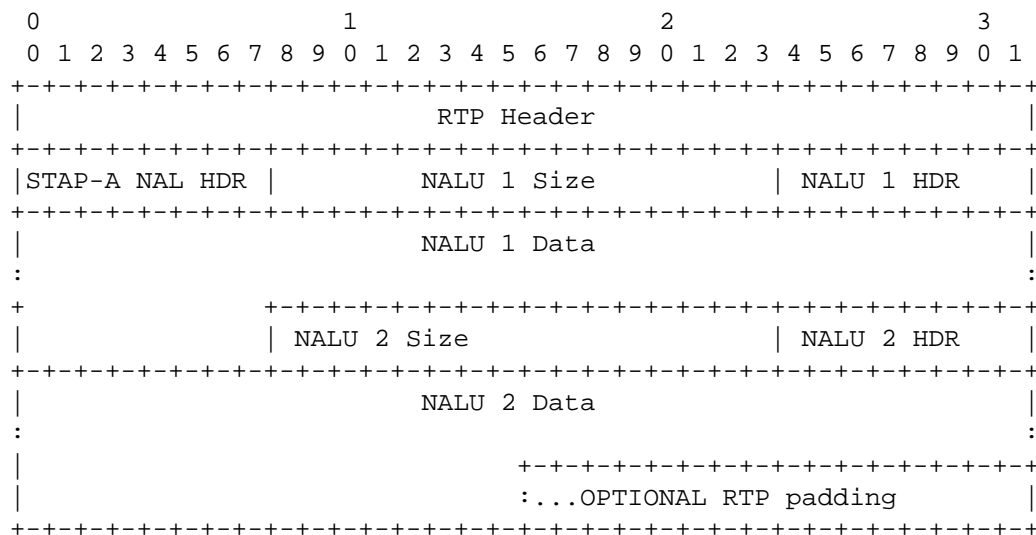 0                   1                   2                   3
 0 1 2 3 4 5 6 7 8 9 0 1 2 3 4 5 6 7 8 9 0 1 2 3 4 5 6 7 8 9 0 1
+-+-+-+-+-+-+-+-+-+-+-+-+-+-+-+-+-+-+-+-+-+-+-+-+-+-+-+-+-+-+-+-+
|                          RTP Header                           |
+-+-+-+-+-+-+-+-+-+-+-+-+-+-+-+-+-+-+-+-+-+-+-+-+-+-+-+-+-+-+-+-+
|STAP-A NAL HDR |         NALU 1 Size           | NALU 1 HDR    |
+-+-+-+-+-+-+-+-+-+-+-+-+-+-+-+-+-+-+-+-+-+-+-+-+-+-+-+-+-+-+-+-+
|                         NALU 1 Data                           |
:                                                               :
+               +-+-+-+-+-+-+-+-+-+-+-+-+-+-+-+-+-+-+-+-+-+-+-+-+
|               | NALU 2 Size                   | NALU 2 HDR    |
+-+-+-+-+-+-+-+-+-+-+-+-+-+-+-+-+-+-+-+-+-+-+-+-+-+-+-+-+-+-+-+-+
|                         NALU 2 Data                           |
:                                                               :
|                               +-+-+-+-+-+-+-+-+-+-+-+-+-+-+-+-+
|                               :...OPTIONAL RTP padding        |
+-+-+-+-+-+-+-+-+-+-+-+-+-+-+-+-+-+-+-+-+-+-+-+-+-+-+-+-+-+-+-+-+